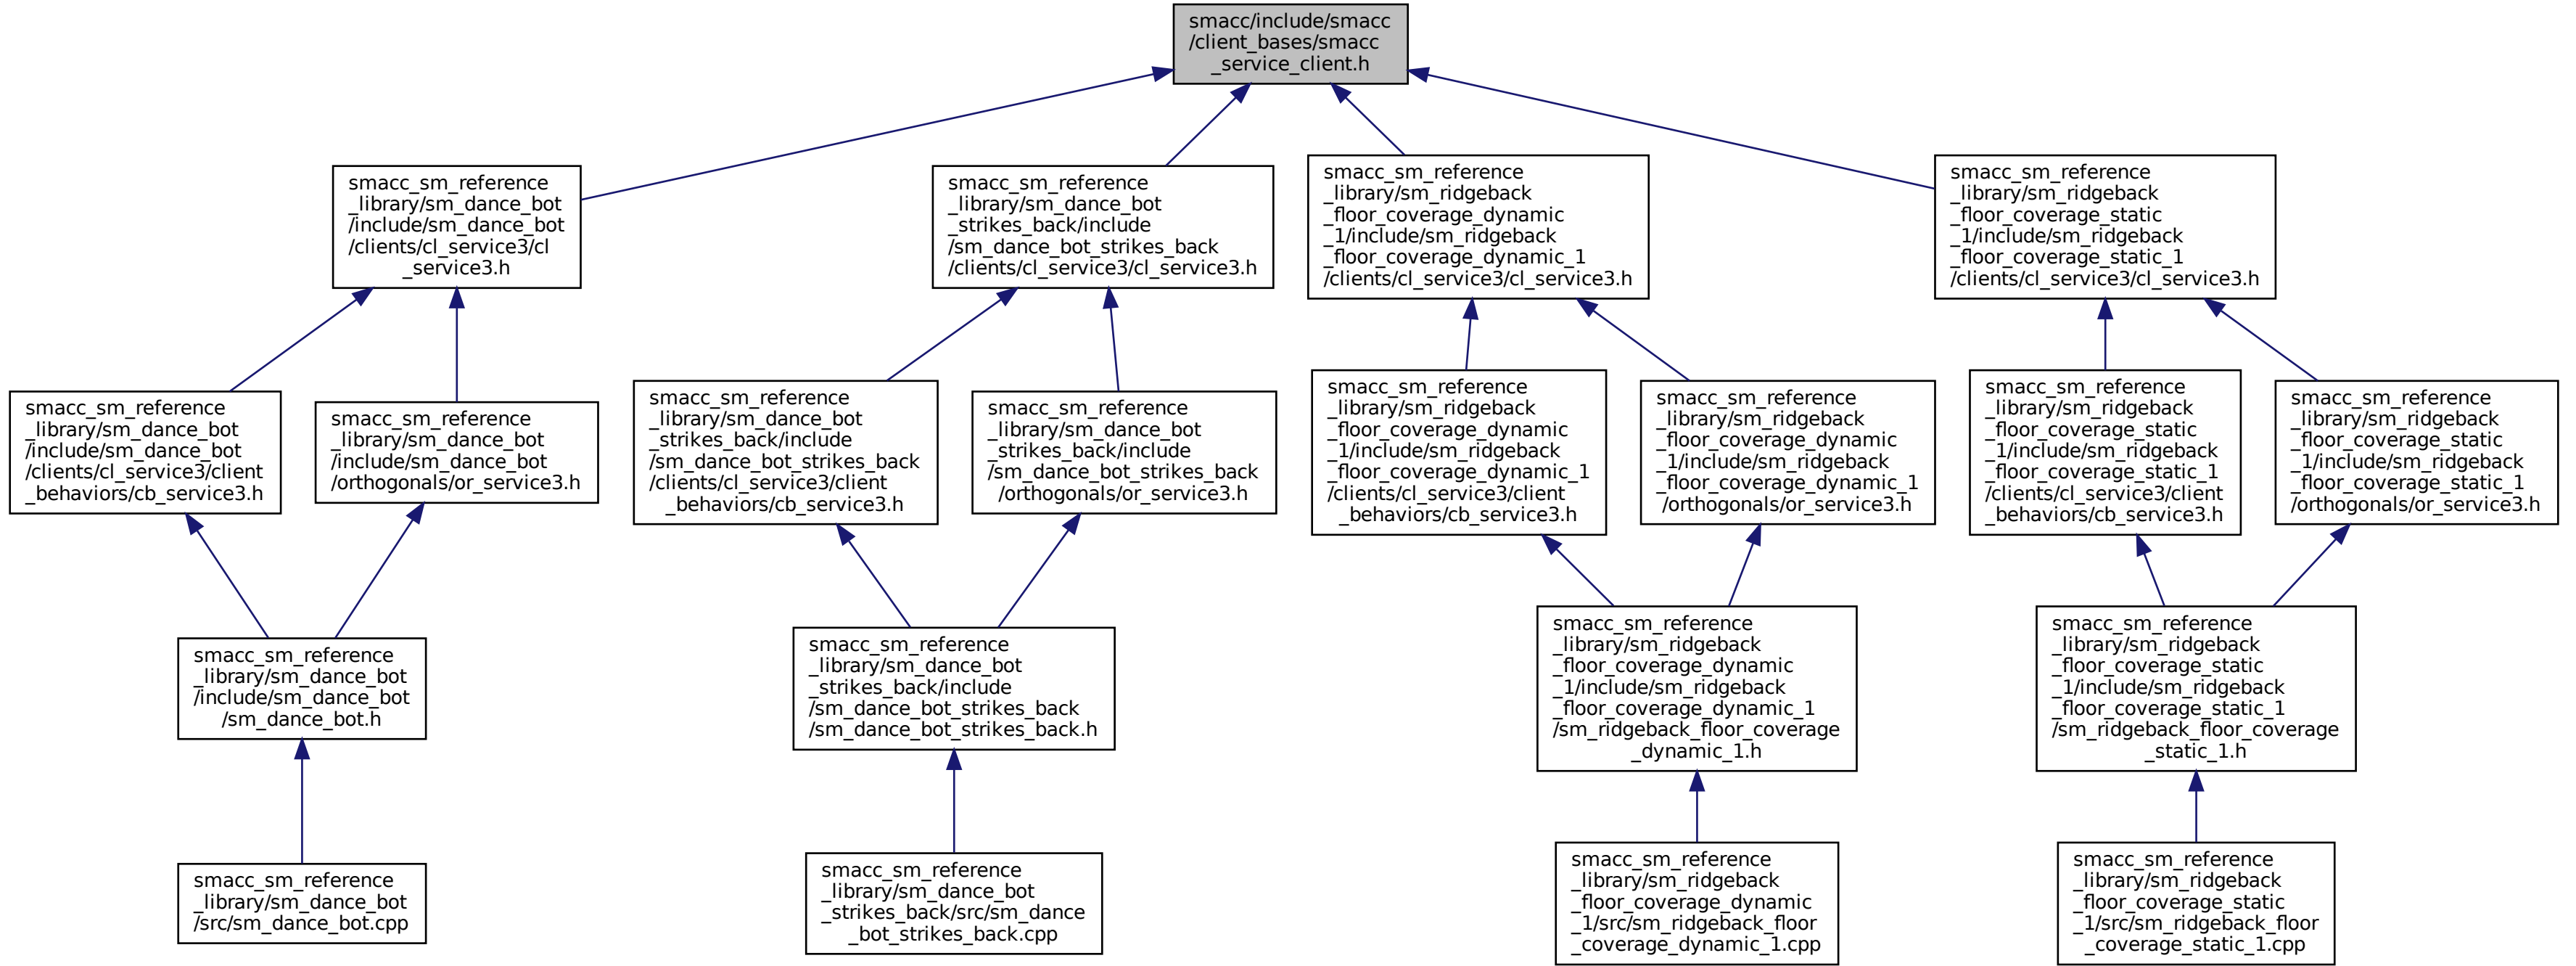 smacc/include/smacc
/client_bases/smacc
_service_client.h
smacc_sm_reference
_library/sm_dance_bot
/include/sm_dance_bot
/clients/cl_service3/cl
_service3.h
smacc_sm_reference
_library/sm_dance_bot
_strikes_back/include
/sm_dance_bot_strikes_back
/clients/cl_service3/cl_service3.h
smacc_sm_reference
_library/sm_ridgeback
_floor_coverage_dynamic
_1/include/sm_ridgeback
_floor_coverage_dynamic_1
/clients/cl_service3/cl_service3.h
smacc_sm_reference
_library/sm_ridgeback
_floor_coverage_static
_1/include/sm_ridgeback
_floor_coverage_static_1
/clients/cl_service3/cl_service3.h
smacc_sm_reference
_library/sm_dance_bot
/include/sm_dance_bot
/clients/cl_service3/client
_behaviors/cb_service3.h
smacc_sm_reference
_library/sm_dance_bot
/include/sm_dance_bot
/orthogonals/or_service3.h
smacc_sm_reference
_library/sm_dance_bot
_strikes_back/include
/sm_dance_bot_strikes_back
/clients/cl_service3/client
_behaviors/cb_service3.h
smacc_sm_reference
_library/sm_dance_bot
_strikes_back/include
/sm_dance_bot_strikes_back
/orthogonals/or_service3.h
smacc_sm_reference
_library/sm_ridgeback
_floor_coverage_dynamic
_1/include/sm_ridgeback
_floor_coverage_dynamic_1
/clients/cl_service3/client
_behaviors/cb_service3.h
smacc_sm_reference
_library/sm_ridgeback
_floor_coverage_dynamic
_1/include/sm_ridgeback
_floor_coverage_dynamic_1
/orthogonals/or_service3.h
smacc_sm_reference
_library/sm_ridgeback
_floor_coverage_static
_1/include/sm_ridgeback
_floor_coverage_static_1
/clients/cl_service3/client
_behaviors/cb_service3.h
smacc_sm_reference
_library/sm_ridgeback
_floor_coverage_static
_1/include/sm_ridgeback
_floor_coverage_static_1
/orthogonals/or_service3.h
smacc_sm_reference
_library/sm_dance_bot
/include/sm_dance_bot
/sm_dance_bot.h
smacc_sm_reference
_library/sm_dance_bot
_strikes_back/include
/sm_dance_bot_strikes_back
/sm_dance_bot_strikes_back.h
smacc_sm_reference
_library/sm_ridgeback
_floor_coverage_dynamic
_1/include/sm_ridgeback
_floor_coverage_dynamic_1
/sm_ridgeback_floor_coverage
_dynamic_1.h
smacc_sm_reference
_library/sm_ridgeback
_floor_coverage_static
_1/include/sm_ridgeback
_floor_coverage_static_1
/sm_ridgeback_floor_coverage
_static_1.h
smacc_sm_reference
_library/sm_dance_bot
/src/sm_dance_bot.cpp
smacc_sm_reference
_library/sm_dance_bot
_strikes_back/src/sm_dance
_bot_strikes_back.cpp
smacc_sm_reference
_library/sm_ridgeback
_floor_coverage_dynamic
_1/src/sm_ridgeback_floor
_coverage_dynamic_1.cpp
smacc_sm_reference
_library/sm_ridgeback
_floor_coverage_static
_1/src/sm_ridgeback_floor
_coverage_static_1.cpp